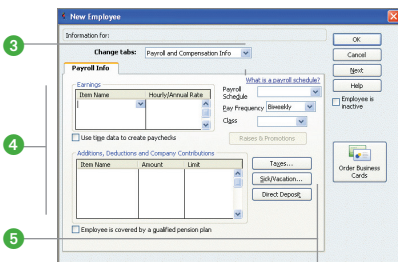 New Employee
Information for:
OK
3
Change tabs: Payroll and Compensation Info
Cancel
Payroll Info
Next
What is a payroll schedule?
Earnings
Item Name Hourly/Annual Rate
Payroll Schedule
Help
Pay Frequency Biweekly
Employee is inactive
Class
4
Use time data to create paychecks
Raises & Promotions
Additions, Deductions and Company Contributions
Item Name Amount Limit
Taxes...
Sick/Vacation...
Order Business Cards
Direct Deposit
5
Employee is covered by a qualified pension plan